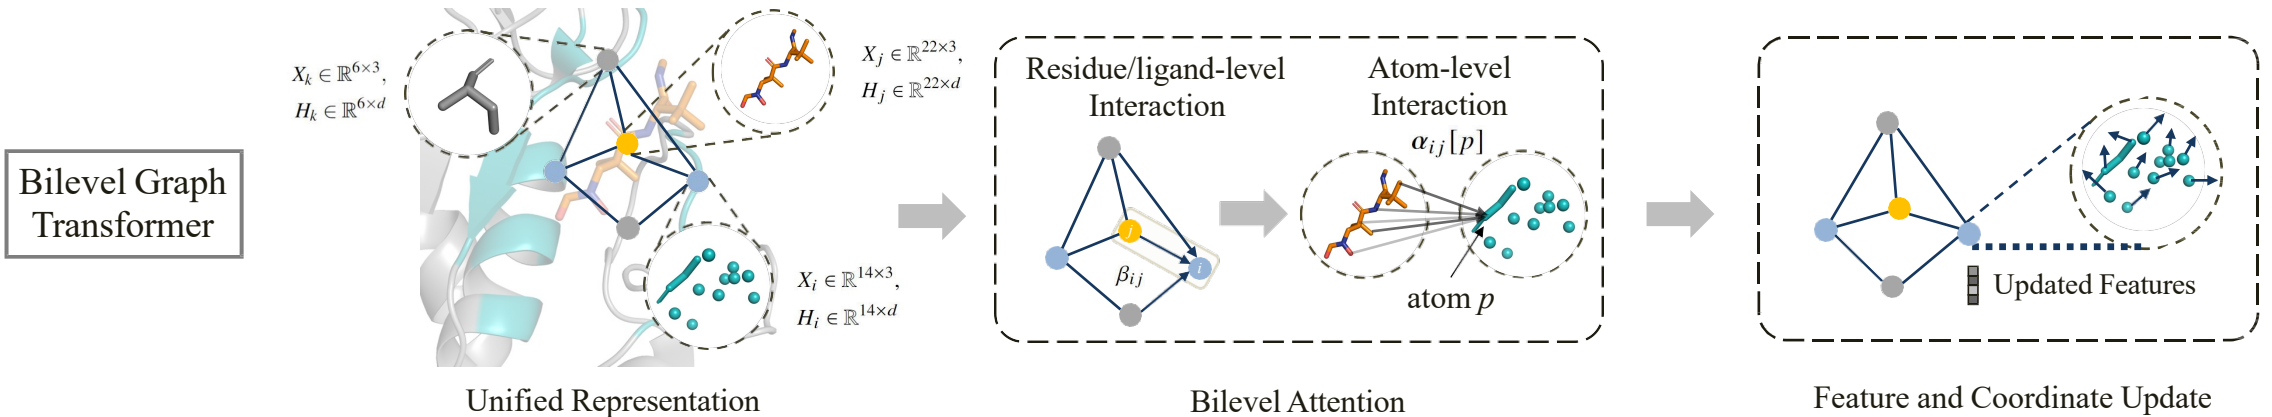 Bilevel Graph
Transformer
X_k ∈ ℝ^{6×3},
H_k ∈ ℝ^{6×d}
X_j ∈ ℝ^{22×3},
H_j ∈ ℝ^{22×d}
X_i ∈ ℝ^{14×3},
H_i ∈ ℝ^{14×d}
Unified Representation
Residue/ligand-level
Interaction
j
i
β_{ij}
Atom-level
Interaction
α_{ij}[p]
atom p
Bilevel Attention
Updated Features
Feature and Coordinate Update